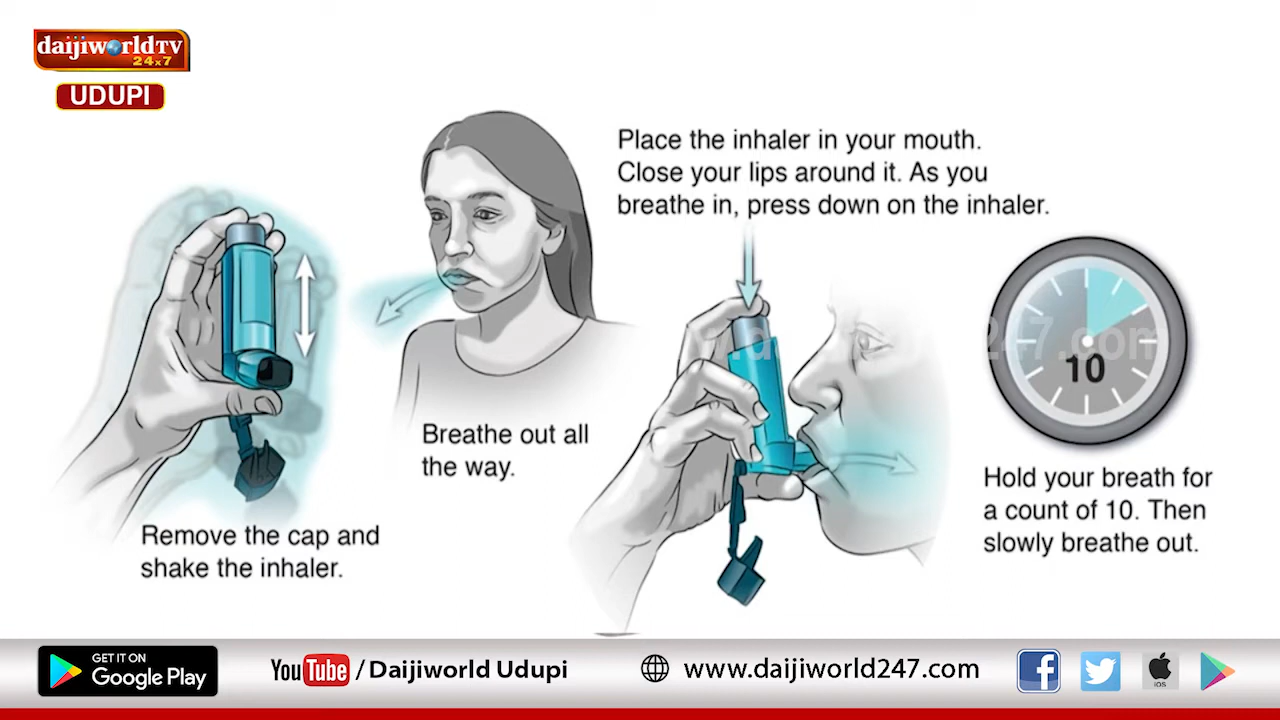 daijiworldTV
24x7
UDUPI
Place the inhaler in your mouth.
Close your lips around it. As you
breathe in, press down on the inhaler.
10
Breathe out all
the way.
Remove the cap and
shake the inhaler.
Hold your breath for
a count of 10. Then
slowly breathe out.
GET IT ON
Google Play
YouTube / Daijiworld Udupi
www.daijiworld247.com
iOS